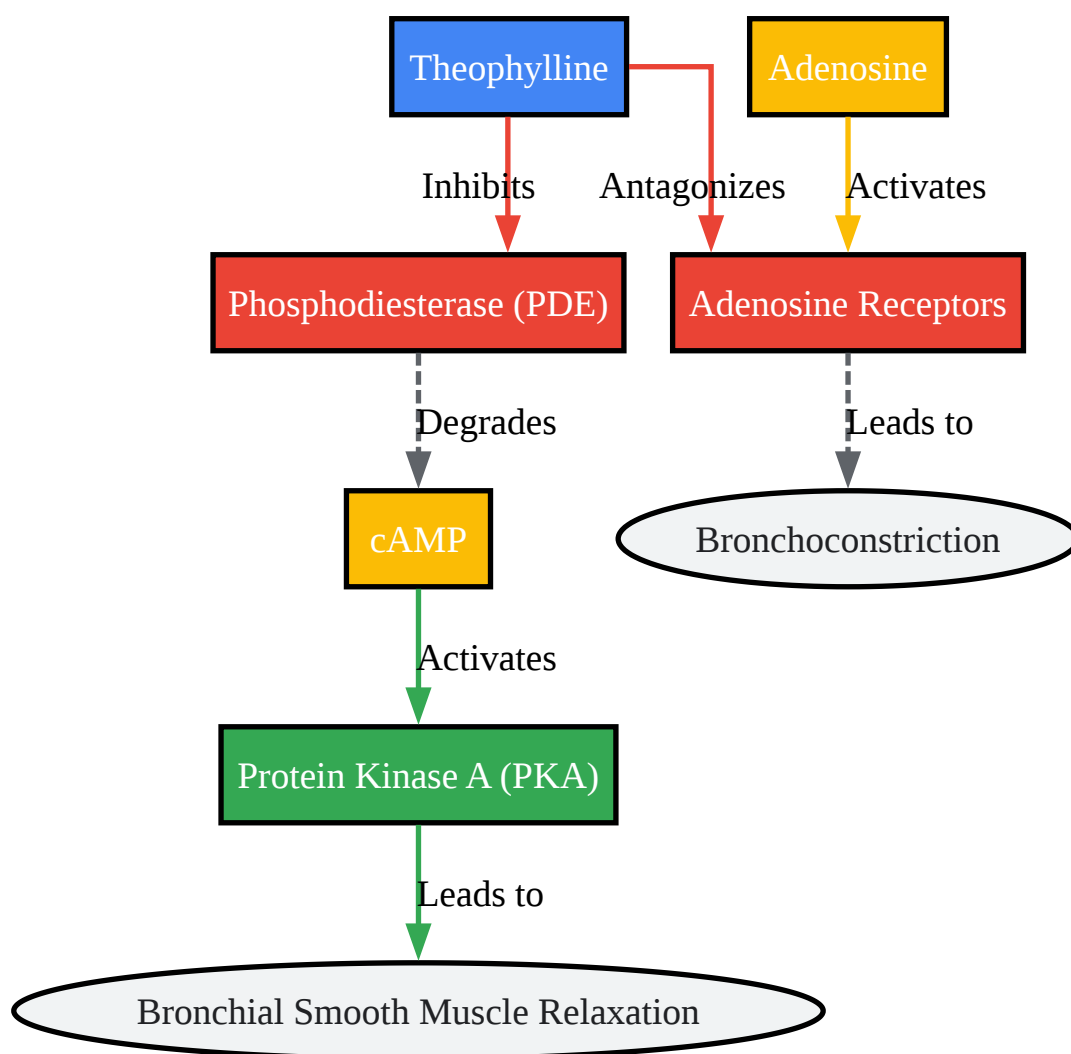 Theophylline
Adenosine
Inhibits
Antagonizes
Activates
Phosphodiesterase (PDE)
Adenosine Receptors
Degrades
Leads to
cAMP
Bronchoconstriction
Activates
Protein Kinase A (PKA)
Leads to
Bronchial Smooth Muscle Relaxation